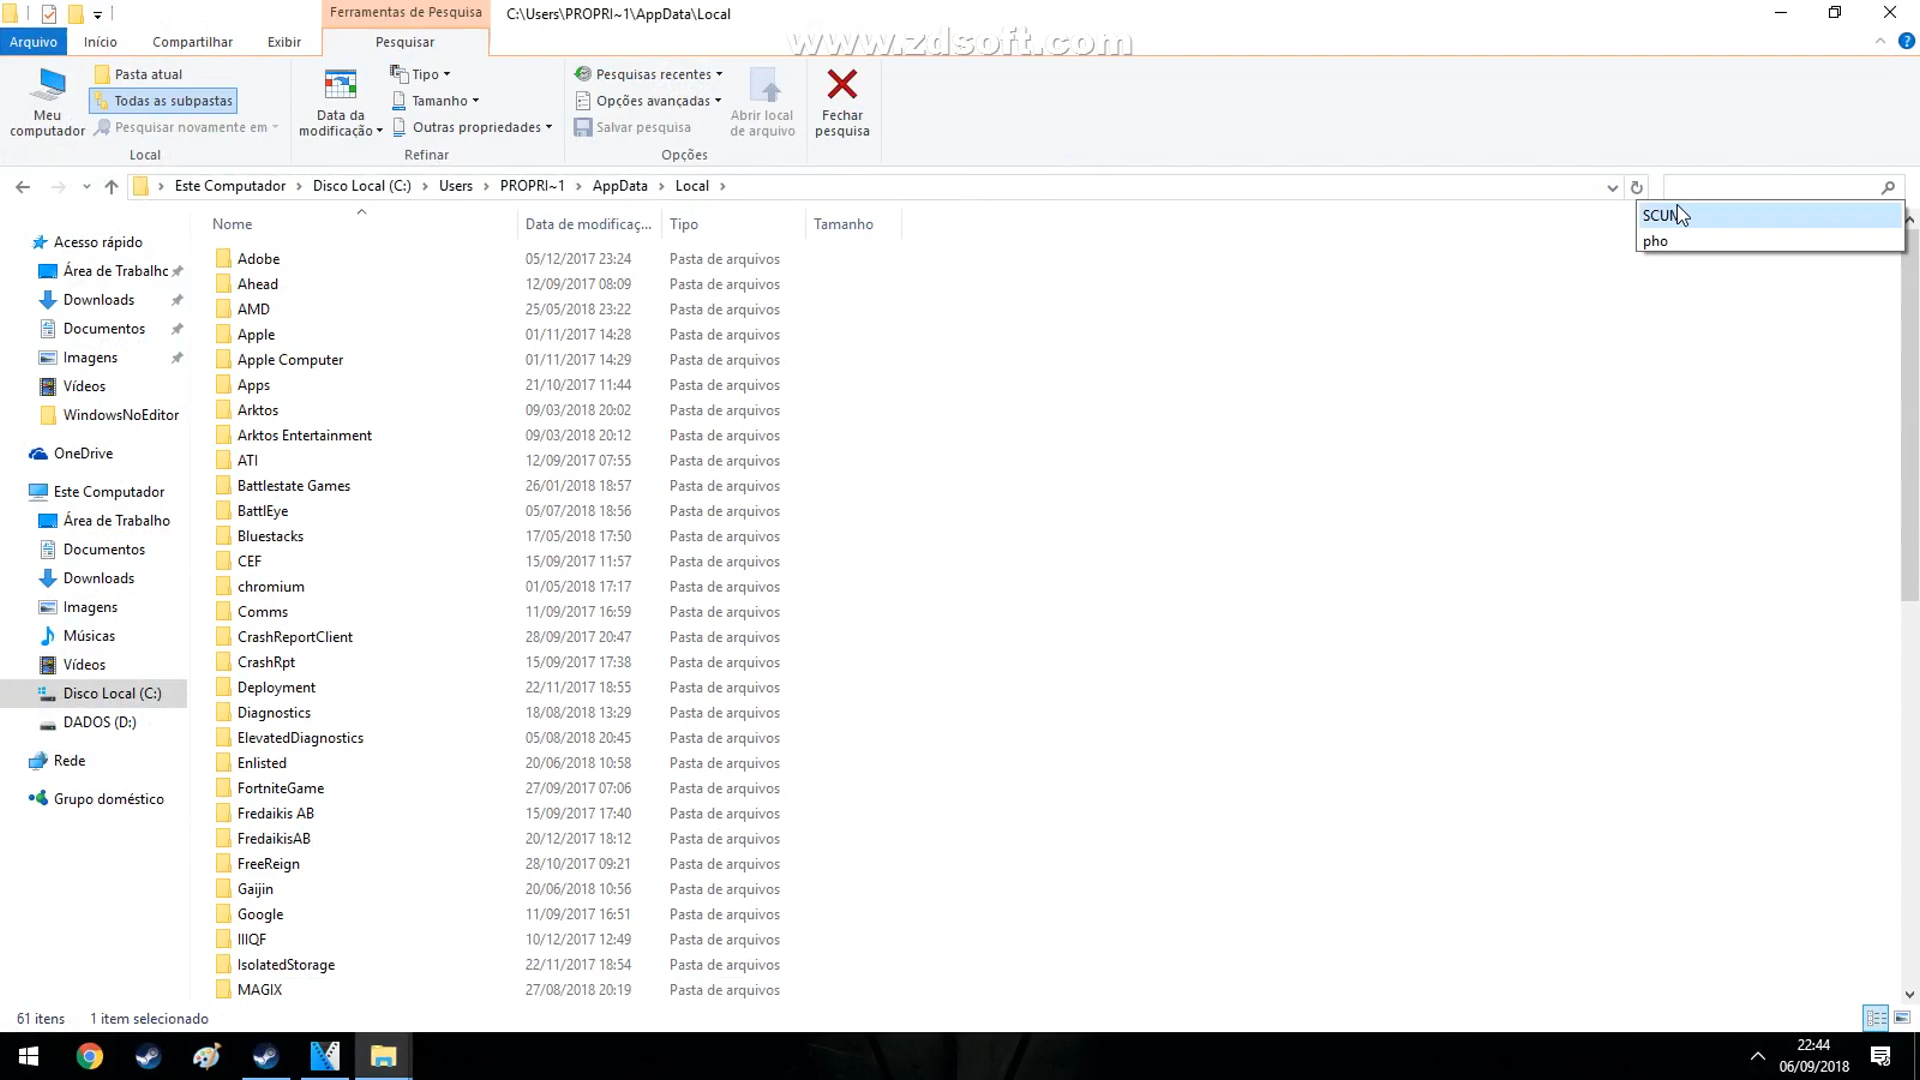 Ferramentas de Pesquisa
C:\Users\PROPRI~1\AppData\Local
Arquivo
Início
Compartilhar
Exibir
Pesquisar
www.zdsoft.com
Meu computador
Pasta atual
Todas as subpastas
Pesquisar novamente em
Local
Data da modificação
Tipo
Tamanho
Outras propriedades
Refinar
Pesquisas recentes
Opções avançadas
Salvar pesquisa
Abrir local de arquivo
Opções
Fechar pesquisa
Este Computador
Disco Local (C:)
Users
PROPRI~1
AppData
Local
SCUM
pho
Nome
Data de modificaç...
Tipo
Tamanho
Acesso rápido
Área de Trabalhc
Downloads
Documentos
Imagens
Vídeos
WindowsNoEditor
OneDrive
Este Computador
Área de Trabalho
Documentos
Downloads
Imagens
Músicas
Vídeos
Disco Local (C:)
DADOS (D:)
Rede
Grupo doméstico
Adobe 05/12/2017 23:24 Pasta de arquivos
Ahead 12/09/2017 08:09 Pasta de arquivos
AMD 25/05/2018 23:22 Pasta de arquivos
Apple 01/11/2017 14:28 Pasta de arquivos
Apple Computer 01/11/2017 14:29 Pasta de arquivos
Apps 21/10/2017 11:44 Pasta de arquivos
Arktos 09/03/2018 20:02 Pasta de arquivos
Arktos Entertainment 09/03/2018 20:12 Pasta de arquivos
ATI 12/09/2017 07:55 Pasta de arquivos
Battlestate Games 26/01/2018 18:57 Pasta de arquivos
BattlEye 05/07/2018 18:56 Pasta de arquivos
Bluestacks 17/05/2018 17:50 Pasta de arquivos
CEF 15/09/2017 11:57 Pasta de arquivos
chromium 01/05/2018 17:17 Pasta de arquivos
Comms 11/09/2017 16:59 Pasta de arquivos
CrashReportClient 28/09/2017 20:47 Pasta de arquivos
CrashRpt 15/09/2017 17:38 Pasta de arquivos
Deployment 22/11/2017 18:55 Pasta de arquivos
Diagnostics 18/08/2018 13:29 Pasta de arquivos
ElevatedDiagnostics 05/08/2018 20:45 Pasta de arquivos
Enlisted 20/06/2018 10:58 Pasta de arquivos
FortniteGame 27/09/2017 07:06 Pasta de arquivos
Fredaikis AB 15/09/2017 17:40 Pasta de arquivos
FredaikisAB 20/12/2017 18:12 Pasta de arquivos
FreeReign 28/10/2017 09:21 Pasta de arquivos
Gaijin 20/06/2018 10:56 Pasta de arquivos
Google 11/09/2017 16:51 Pasta de arquivos
IIIQF 10/12/2017 12:49 Pasta de arquivos
IsolatedStorage 22/11/2017 18:54 Pasta de arquivos
MAGIX 27/08/2018 20:19 Pasta de arquivos
61 itens
1 item selecionado
22:44
06/09/2018